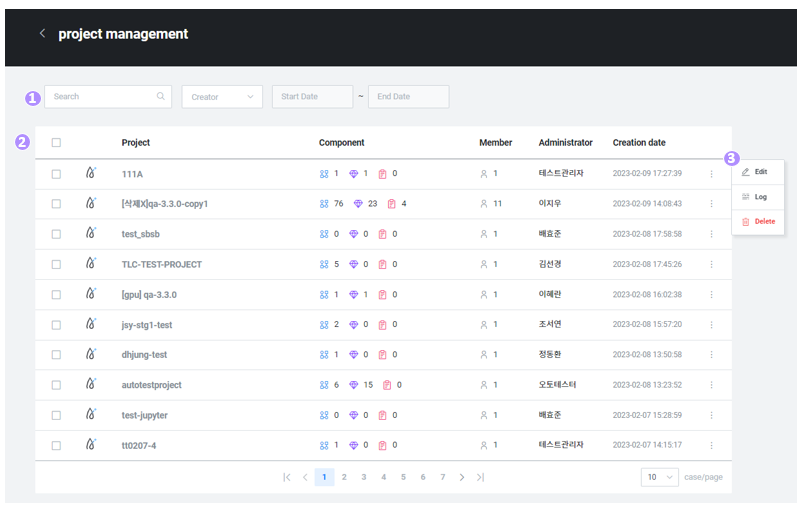 project management
1
Search Creator Start Date ~ End Date
2
Project Component Member Administrator Creation date
3
111A 1 1 0 1 테스트관리자 2023-02-09 17:27:39
Edit
[삭제X]qa-3.3.0-copy1 76 23 4 11 이지우 2023-02-09 14:08:43
Log
Delete
test_sbsb 0 0 0 1 배효준 2023-02-08 17:58:58
TLC-TEST-PROJECT 5 0 0 1 김선경 2023-02-08 17:45:26
[gpu] qa-3.3.0 1 1 0 1 이혜란 2023-02-08 16:02:38
jsy-stg1-test 2 0 0 1 조서연 2023-02-08 15:57:20
dhjung-test 1 0 0 1 정동환 2023-02-08 13:50:58
autotestproject 6 15 0 1 오토테스터 2023-02-08 13:23:52
test-jupyter 0 0 0 1 배효준 2023-02-07 15:28:59
tt0207-4 1 0 0 1 테스트관리자 2023-02-07 14:15:17
1 2 3 4 5 6 7 10 case/page